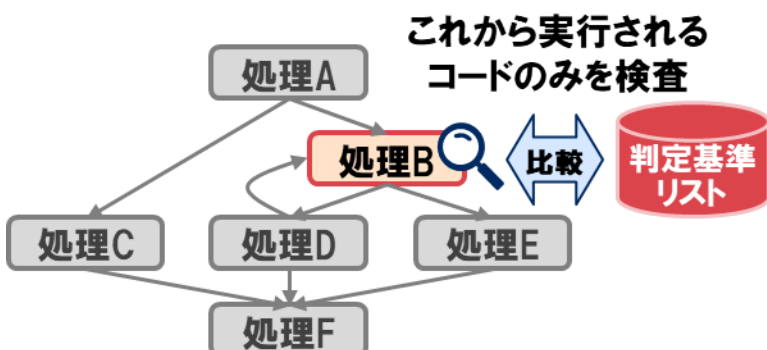 これから実行される
コードのみを検査
処理A
処理B
比較
判定基準
リスト
処理C
処理D
処理E
処理F